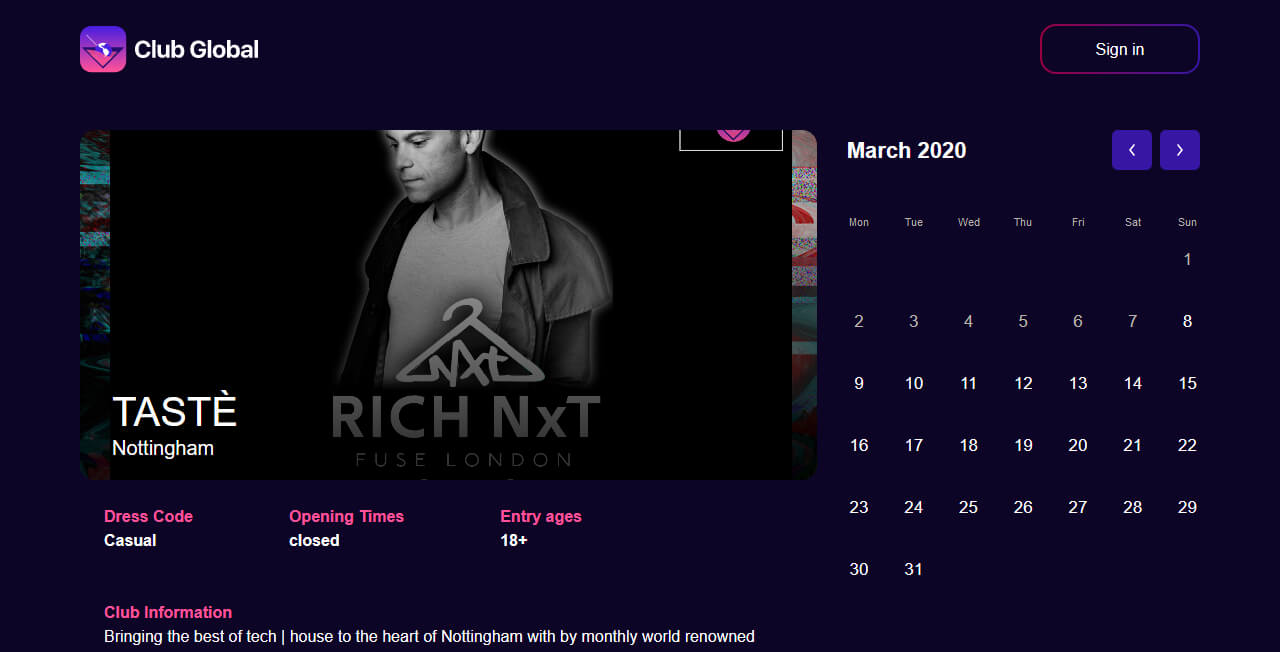 Club Global
Sign in
NxT
RICH NxT
FUSE LONDON
TASTÈ
Nottingham
March 2020
Mon Tue Wed Thu Fri Sat Sun
1
2 3 4 5 6 7 8
9 10 11 12 13 14 15
16 17 18 19 20 21 22
23 24 25 26 27 28 29
30 31
Dress Code Opening Times Entry ages
Casual closed 18+
Club Information
Bringing the best of tech | house to the heart of Nottingham with by monthly world renowned